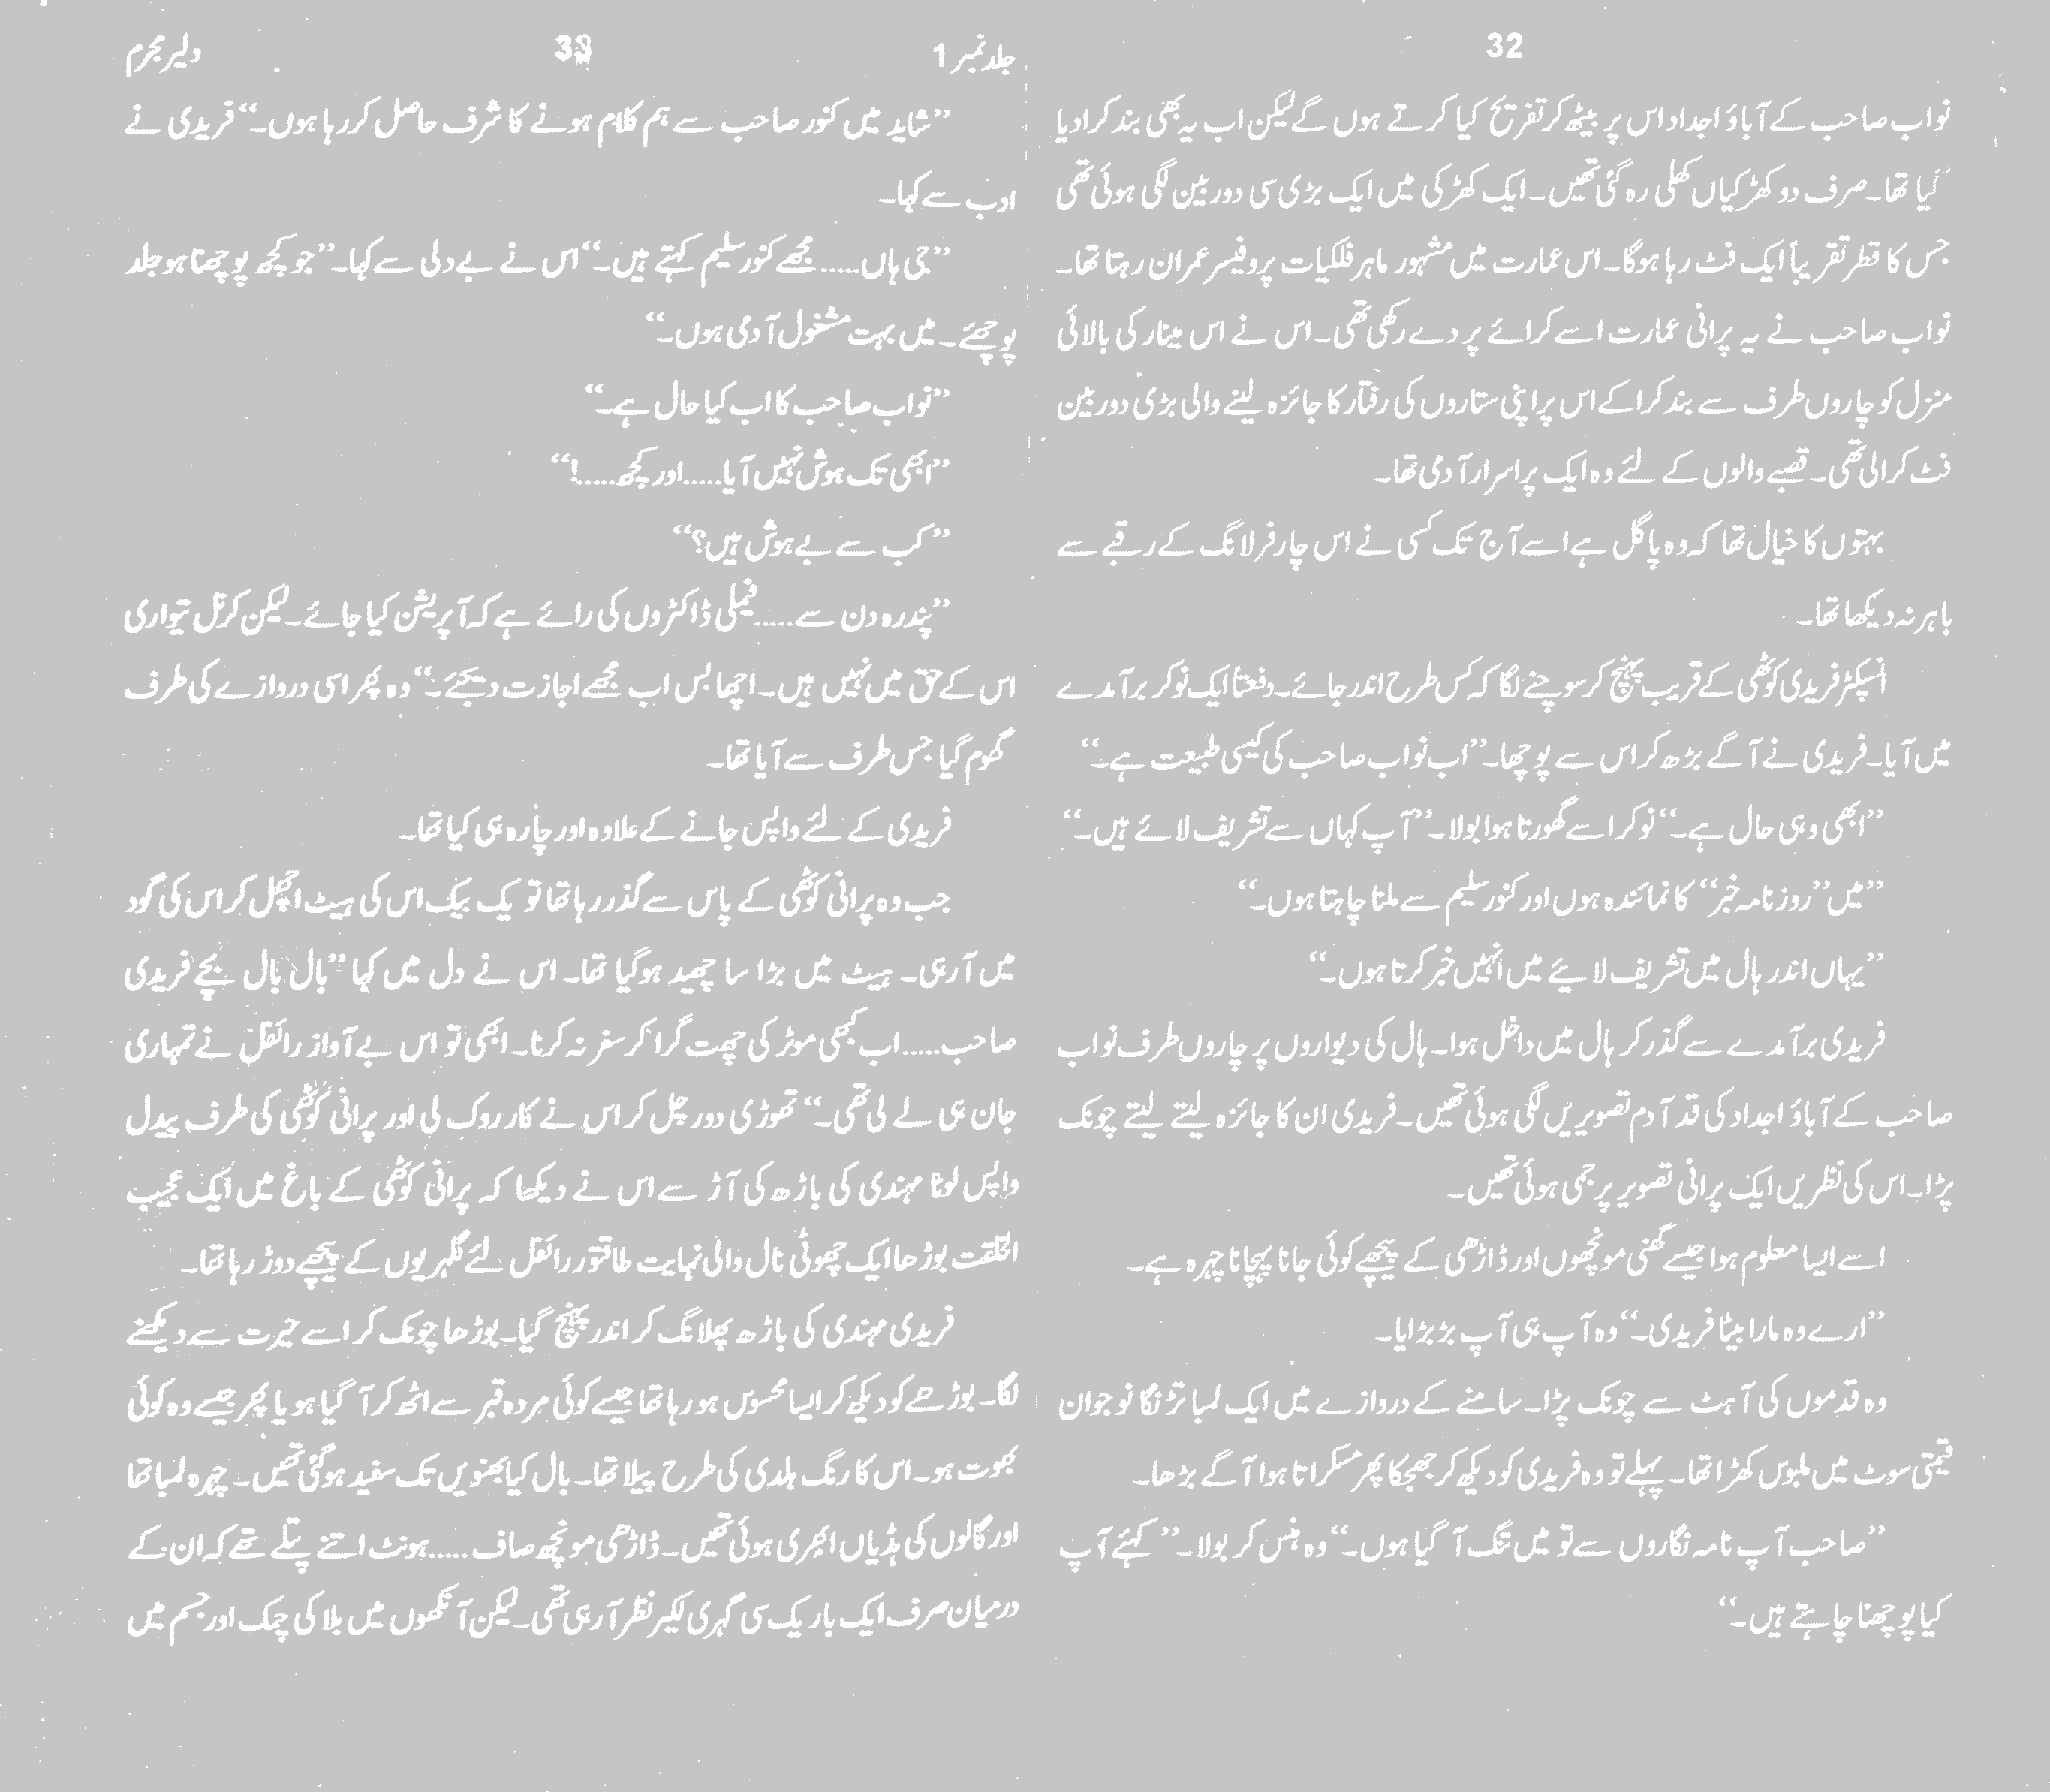 32
نواب صاحب کے آباؤ اجداد اس پر بیٹھ کر تفریح کیا کرتے ہوں گے لیکن اب یہ بھی بند کرادیا
گیا تھا۔ صرف دو کھڑکیاں کھلی رہ گئی تھیں۔ ایک کھڑکی میں ایک بڑی سی دوربین لگی ہوئی تھی
جس کا قطر تقریباً ایک فٹ رہا ہوگا۔ اس عمارت میں مشہور ماہر فلکیات پروفیسر عمران رہتا تھا۔
نواب صاحب نے یہ پرانی عمارت اسے کرائے پر دے رکھی تھی۔ اس نے اس مینار کی بالائی
منزل کو چاروں طرف سے بند کراکے اس پر اپنی ستاروں کی رفتار کا جائزہ لینے والی بڑی دوربین
فٹ کرالی تھی۔ قصبے والوں کے لئے وہ ایک پراسرار آدمی تھا۔
بہتوں کا خیال تھا کہ وہ پاگل ہے اسے آج تک کسی نے اس چار فرلانگ کے رقبے سے
باہر نہ دیکھا تھا۔
انسپکٹر فریدی کوٹھی کے قریب پہنچ کر سوچنے لگا کہ کس طرح اندر جائے۔ دفعتاً ایک نوکر برآمدے
میں آیا۔ فریدی نے آگے بڑھ کر اس سے پوچھا۔ ”اب نواب صاحب کی کیسی طبیعت ہے۔“
”ابھی وہی حال ہے۔“ نوکر اسے گھورتا ہوا بولا۔ ”آپ کہاں سے تشریف لائے ہیں۔“
”میں ”روزنامہ خبر“ کا نمائندہ ہوں اور کنور سلیم سے ملنا چاہتا ہوں۔“
”یہاں اندر ہال میں تشریف لائیے میں انہیں خبر کرتا ہوں۔“
فریدی برآمدے سے گذر کر ہال میں داخل ہوا۔ ہال کی دیواروں پر چاروں طرف نواب
صاحب کے آباؤ اجداد کی قد آدم تصویریں لگی ہوئی تھیں۔ فریدی ان کا جائزہ لیتے لیتے چونک
پڑا۔ اس کی نظریں ایک پرانی تصویر پر جمی ہوئی تھیں۔
اسے ایسا معلوم ہوا جیسے گھنی مونچھوں اور ڈاڑھی کے پیچھے کوئی جانا پہچانا چہرہ ہے۔
”ارے وہ مارا بیٹا فریدی۔“ وہ آپ ہی آپ بڑبڑایا۔
وہ قدموں کی آہٹ سے چونک پڑا۔ سامنے کے دروازے میں ایک لمبا تڑنگا نوجوان
قیمتی سوٹ میں ملبوس کھڑا تھا۔ پہلے تو وہ فریدی کو دیکھ کر جھجکا پھر مسکراتا ہوا آگے بڑھا۔
”صاحب آپ نامہ نگاروں سے تو میں تنگ آ گیا ہوں۔“ وہ ہنس کر بولا۔ ”کہئے آپ
کیا پوچھنا چاہتے ہیں۔“
جلد نمبر 1
33
دلیر مجرم
”شاید میں کنور صاحب سے ہم کلام ہونے کا شرف حاصل کر رہا ہوں۔“ فریدی نے
ادب سے کہا۔
”جی ہاں...... مجھے کنور سلیم کہتے ہیں۔“ اس نے بے دلی سے کہا۔ ”جو کچھ پوچھنا ہو جلد
پوچھئے۔ میں بہت مشغول آدمی ہوں۔“
”نواب صاحب کا اب کیا حال ہے۔“
”ابھی تک ہوش نہیں آیا...... اور کچھ......!“
”کب سے بے ہوش ہیں؟“
”پندرہ دن سے...... فیملی ڈاکٹروں کی رائے ہے کہ آپریشن کیا جائے۔ لیکن کرنل تیواری
اس کے حق میں نہیں ہیں۔ اچھا بس اب مجھے اجازت دیجئے۔“ وہ پھر اسی دروازے کی طرف
گھوم گیا جس طرف سے آیا تھا۔
فریدی کے لئے واپس جانے کے علاوہ اور چارہ ہی کیا تھا۔
جب وہ پرانی کوٹھی کے پاس سے گذر رہا تھا تو یک بیک اس کی ہیٹ اچھل کر اس کی گود
میں آرہی۔ ہیٹ میں بڑا سا چھید ہوگیا تھا۔ اس نے دل میں کہا ”بال بال بچے فریدی
صاحب...... اب کبھی موٹر کی چھت گرا کر سفر نہ کرنا۔ ابھی تو اس بے آواز رائفل نے تمہاری
جان ہی لے لی تھی۔“ تھوڑی دور چل کر اس نے کار روک لی اور پرانی کوٹھی کی طرف پیدل
واپس لوٹا مہندی کی باڑھ کی آڑ سے اس نے دیکھا کہ پرانی کوٹھی کے باغ میں ایک عجیب
الخلقت بوڑھا ایک چھوٹی نال والی نہایت طاقتور رائفل لئے گلہریوں کے پیچھے دوڑ رہا تھا۔
فریدی مہندی کی باڑھ پھلانگ کر اندر پہنچ گیا۔ بوڑھا چونک کر اسے حیرت سے دیکھنے
لگا۔ بوڑھے کو دیکھ کر ایسا محسوس ہو رہا تھا جیسے کوئی مردہ قبر سے اٹھ کر آ گیا ہو یا پھر جیسے وہ کوئی
بھوت ہو۔ اس کا رنگ ہلدی کی طرح پیلا تھا۔ بال کیا بھنویں تک سفید ہوگئی تھیں۔ چہرہ لمبا تھا
اور گالوں کی ہڈیاں ابھری ہوئی تھیں۔ ڈاڑھی مونچھ صاف...... ہونٹ اتنے پتلے تھے کہ ان کے
درمیان صرف ایک باریک سی گہری لکیر نظر آرہی تھی۔ لیکن آنکھوں میں بلا کی چمک اور جسم میں